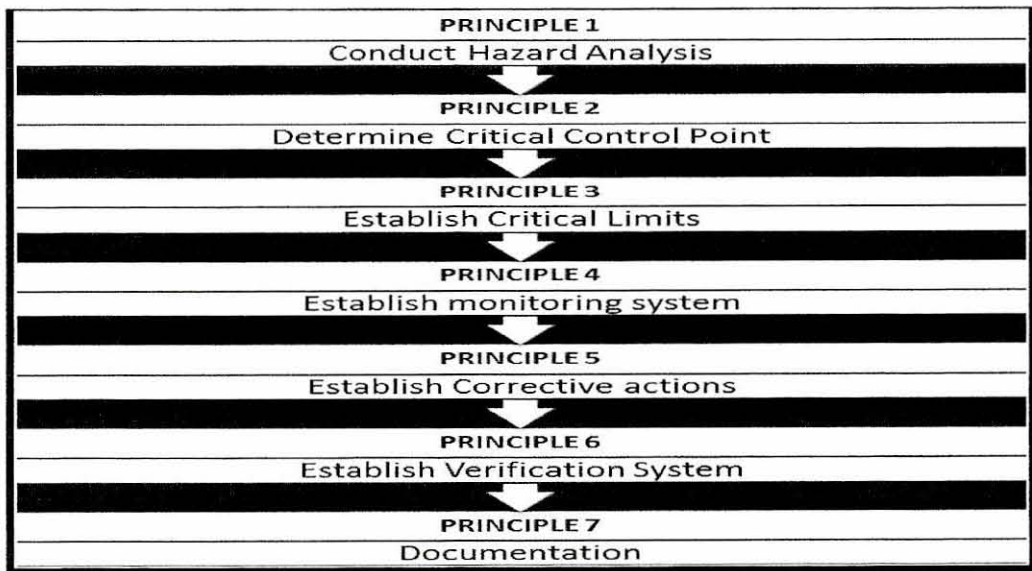 PRINCIPLE 1
Conduct Hazard Analysis
PRINCIPLE 2
Determine Critical Control Point
PRINCIPLE 3
Establish Critical Limits
PRINCIPLE 4
Establish monitoring system
PRINCIPLE 5
Establish Corrective actions
PRINCIPLE 6
Establish Verification System
PRINCIPLE 7
Documentation